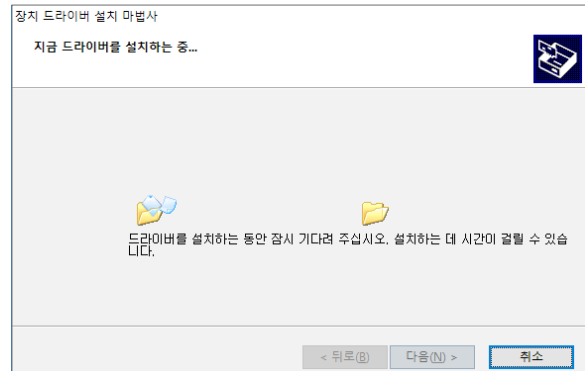 장치 드라이버 설치 마법사
지금 드라이버를 설치하는 중...
드라이버를 설치하는 동안 잠시 기다려 주십시오. 설치하는 데 시간이 걸릴 수 있습
니다.
< 뒤로(B)
다음(N) >
취소